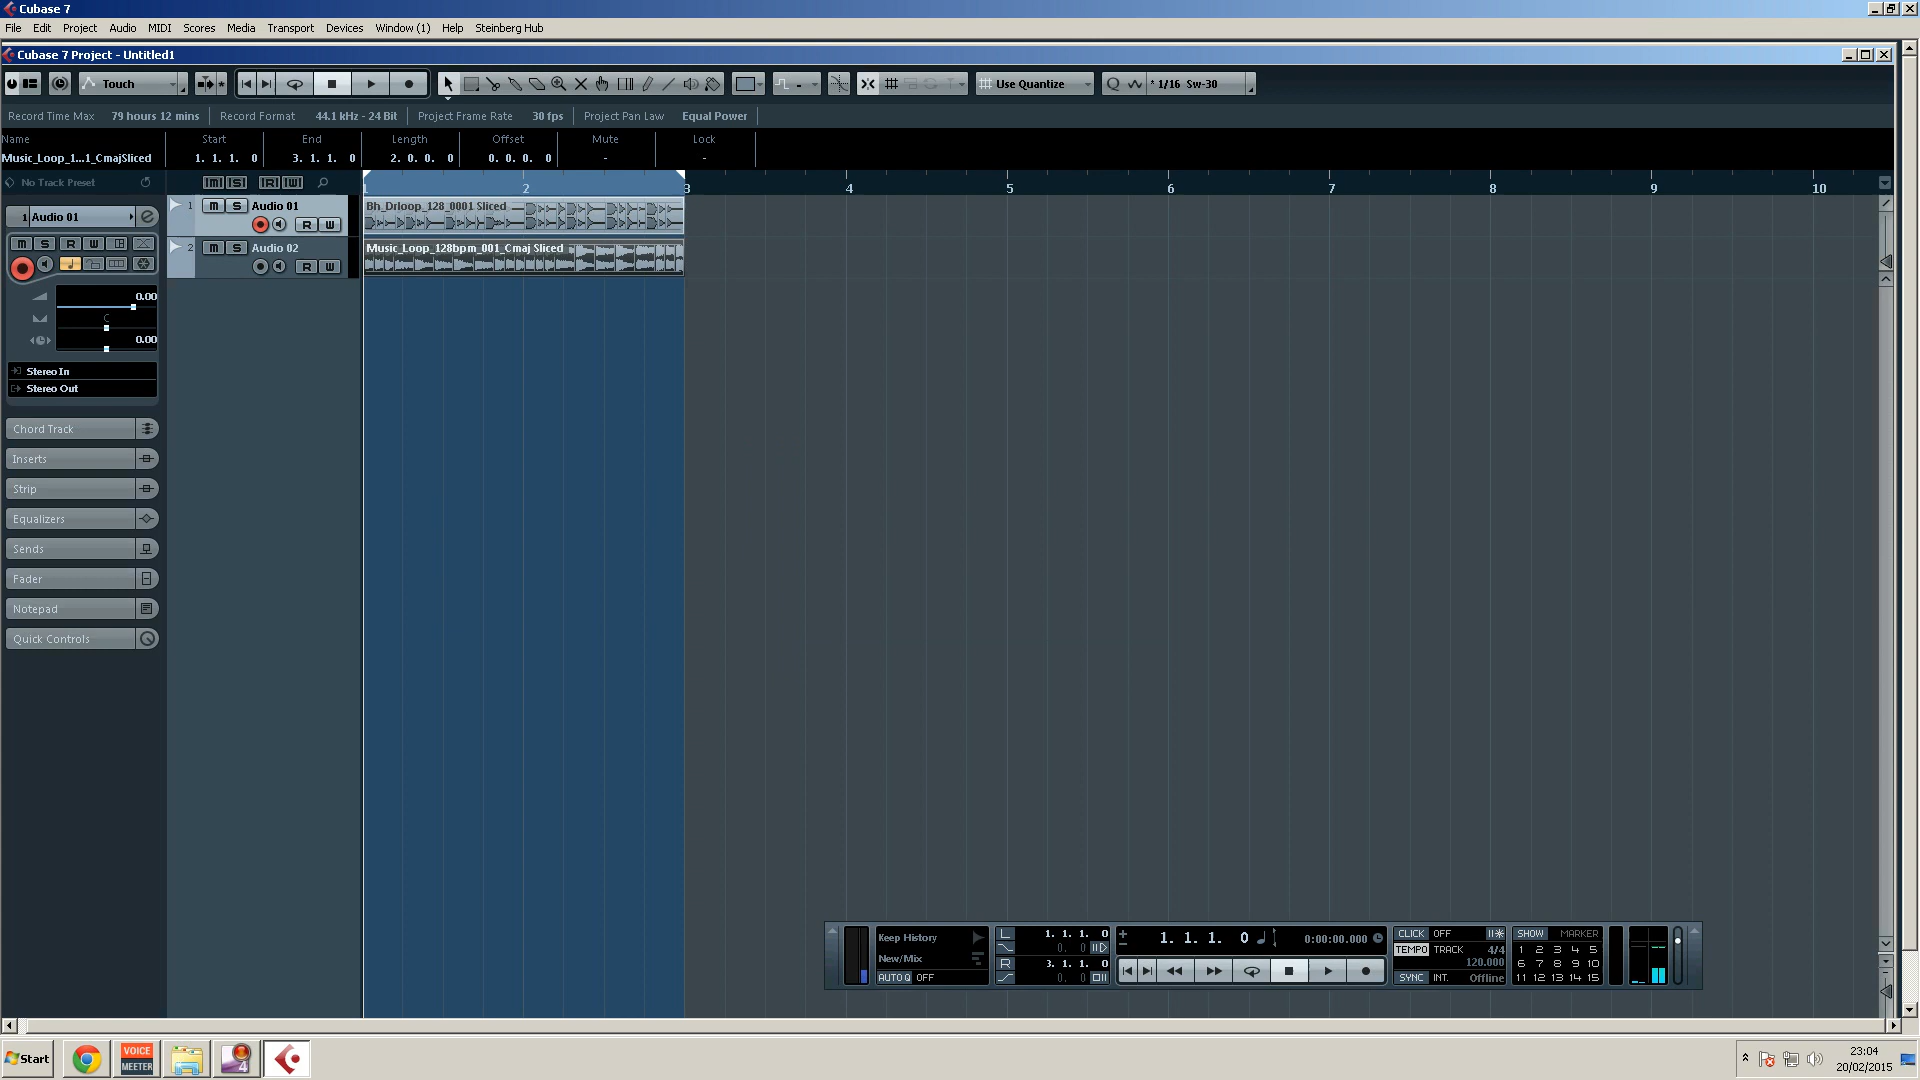 Cubase 7
File Edit Project Audio MIDI Scores Media Transport Devices Window (1) Help Steinberg Hub
Cubase 7 Project - Untitled1
Touch
Use Quantize
* 1/16 Sw-30
Record Time Max 79 hours 12 mins Record Format 44.1 kHz - 24 Bit Project Frame Rate 30 fps Project Pan Law Equal Power
Name Start End Length Offset Mute Lock
Music_Loop_1...1_CmajSliced 1. 1. 1. 0 3. 1. 1. 0 2. 0. 0. 0 0. 0. 0. 0 - -
No Track Preset
1 2 3 4 5 6 7 8 9 10
1 Audio 01
1 m S Audio 01
Bh_Drloop_128_0001 Sliced
R W
m S R W
2 m S Audio 02
Music_Loop_128bpm_001_Cmaj Sliced
R W
0.00
C
0.00
Stereo In
Stereo Out
Chord Track
Inserts
Strip
Equalizers
Sends
Fader
Notepad
Quick Controls
Keep History
New/Mix
AUTO Q OFF
L 1. 1. 1. 0
0. 0
R 3. 1. 1. 0
0. 0
1. 1. 1. 0
0:00:00.000
CLICK OFF
TEMPO TRACK 4/4
120.000
SYNC INT. Offline
SHOW MARKER
1 2 3 4 5
6 7 8 9 10
11 12 13 14 15
Start
VOICE
MEETER
4
23:04
20/02/2015